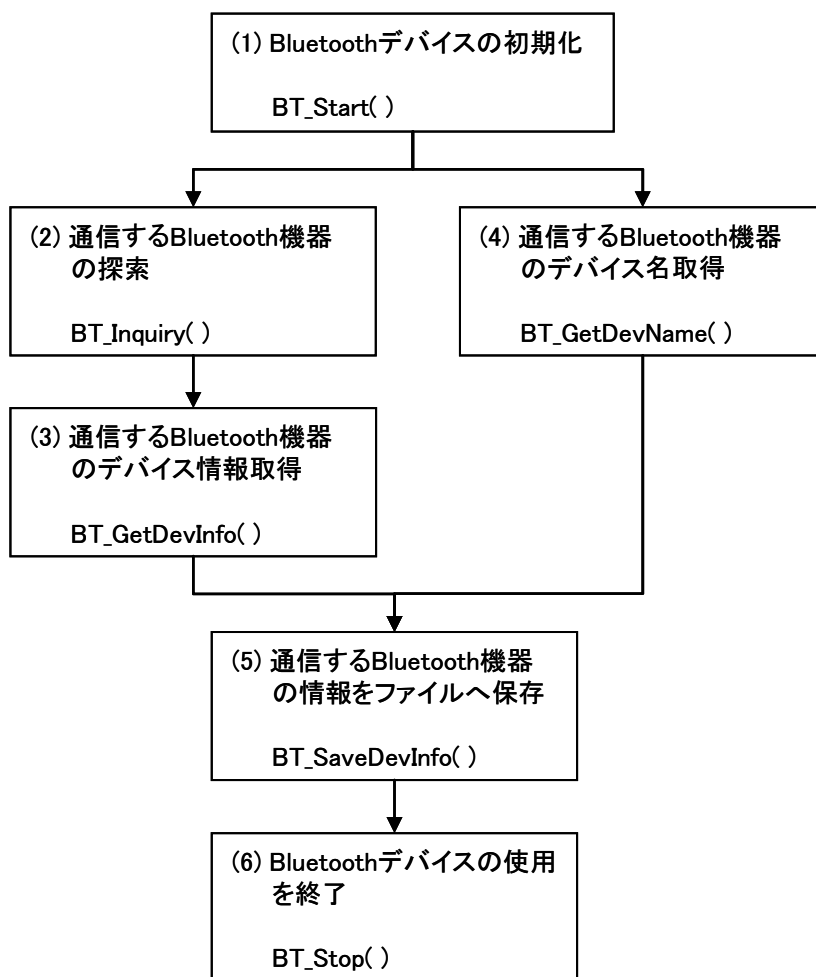 (1) Bluetoothデバイスの初期化
BT_Start( )
(2) 通信するBluetooth機器
の探索
BT_Inquiry( )
(4) 通信するBluetooth機器
のデバイス名取得
BT_GetDevName( )
(3) 通信するBluetooth機器
のデバイス情報取得
BT_GetDevInfo( )
(5) 通信するBluetooth機器
の情報をファイルへ保存
BT_SaveDevInfo( )
(6) Bluetoothデバイスの使用
を終了
BT_Stop( )